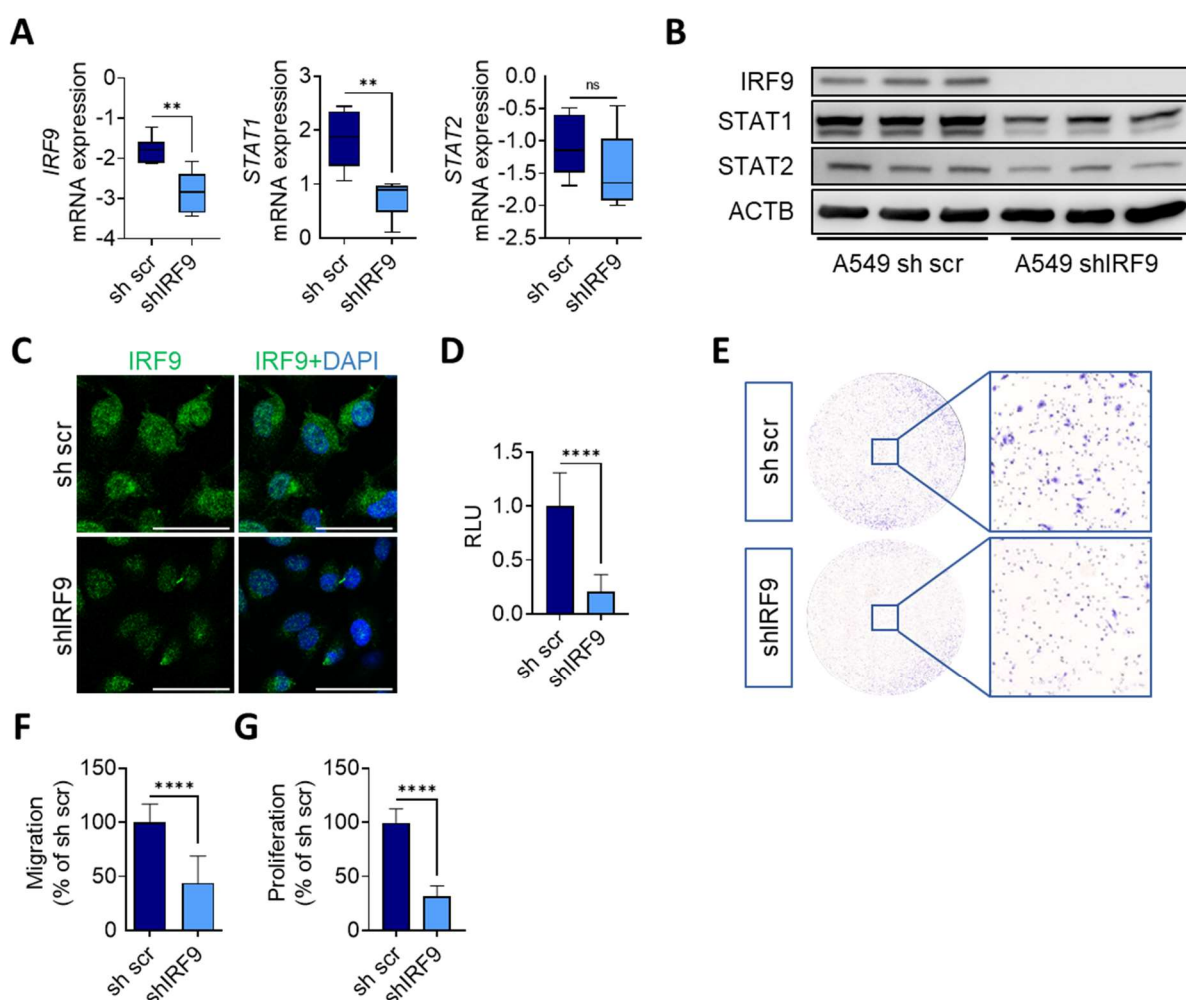 A
IRF9
mRNA expression
0
-1
-2
-3
-4
**
sh scr
shIRF9
STAT1
mRNA expression
3
2
1
0
**
sh scr
shIRF9
STAT2
mRNA expression
0.0
-0.5
-1.0
-1.5
-2.0
-2.5
ns
sh scr
shIRF9
B
IRF9
STAT1
STAT2
ACTB
A549 sh scr
A549 shIRF9
C
IRF9
IRF9+DAPI
sh scr
shIRF9
D
RLU
1.5
1.0
0.5
0.0
****
sh scr
shIRF9
E
sh scr
shIRF9
F
Migration
(% of sh scr)
150
100
50
0
****
sh scr
shIRF9
G
Proliferation
(% of sh scr)
150
100
50
0
****
sh scr
shIRF9